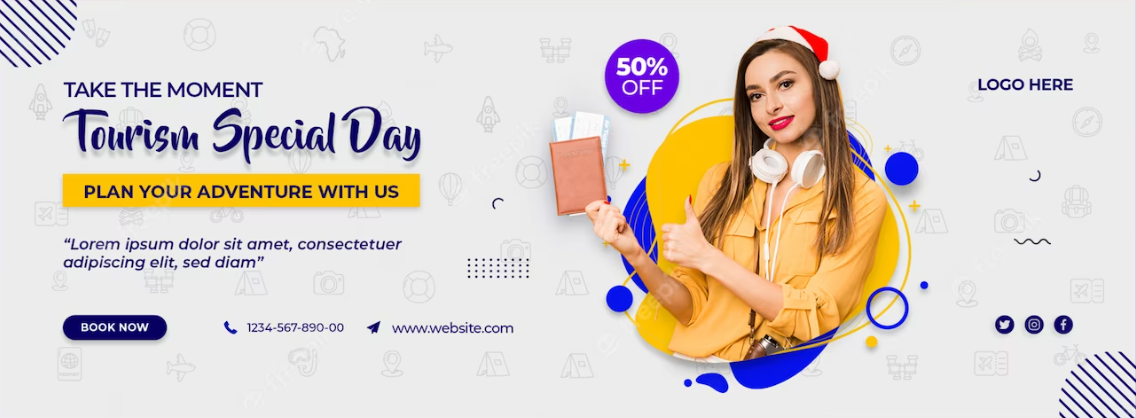 TAKE THE MOMENT
Tourism Special Day
PLAN YOUR ADVENTURE WITH US
“Lorem ipsum dolor sit amet, consectetuer
adipiscing elit, sed diam”
BOOK NOW
1234-567-890-00
www.website.com
50%
OFF
LOGO HERE